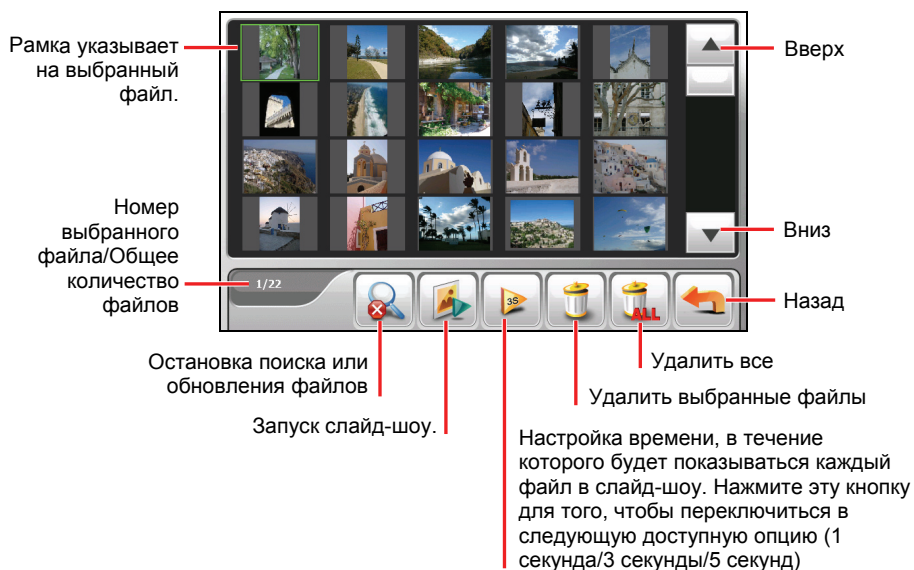 Рамка указывает
на выбранный
файл.
Вверх
Номер
выбранного
файла/Общее
количество
файлов
Вниз
1/22
3S
ALL
Назад
Остановка поиска или
обновления файлов
Удалить все
Удалить выбранные файлы
Запуск слайд-шоу.
Настройка времени, в течение
которого будет показываться каждый
файл в слайд-шоу. Нажмите эту кнопку
для того, чтобы переключиться в
следующую доступную опцию (1
секунда/3 секунды/5 секунд)